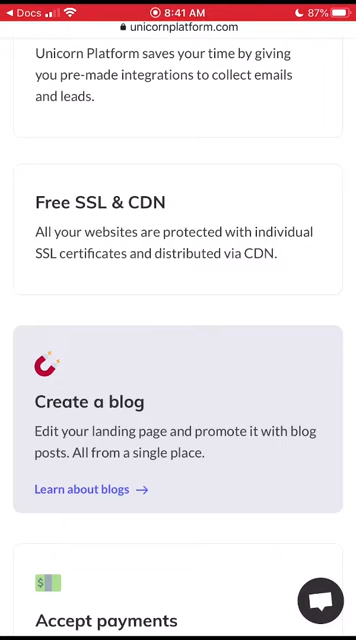 Docs 8:41 AM 87%
unicornplatform.com
Unicorn Platform saves your time by giving
you pre-made integrations to collect emails
and leads.
Free SSL & CDN
All your websites are protected with individual
SSL certificates and distributed via CDN.
Create a blog
Edit your landing page and promote it with blog
posts. All from a single place.
Learn about blogs →
$
Accept payments